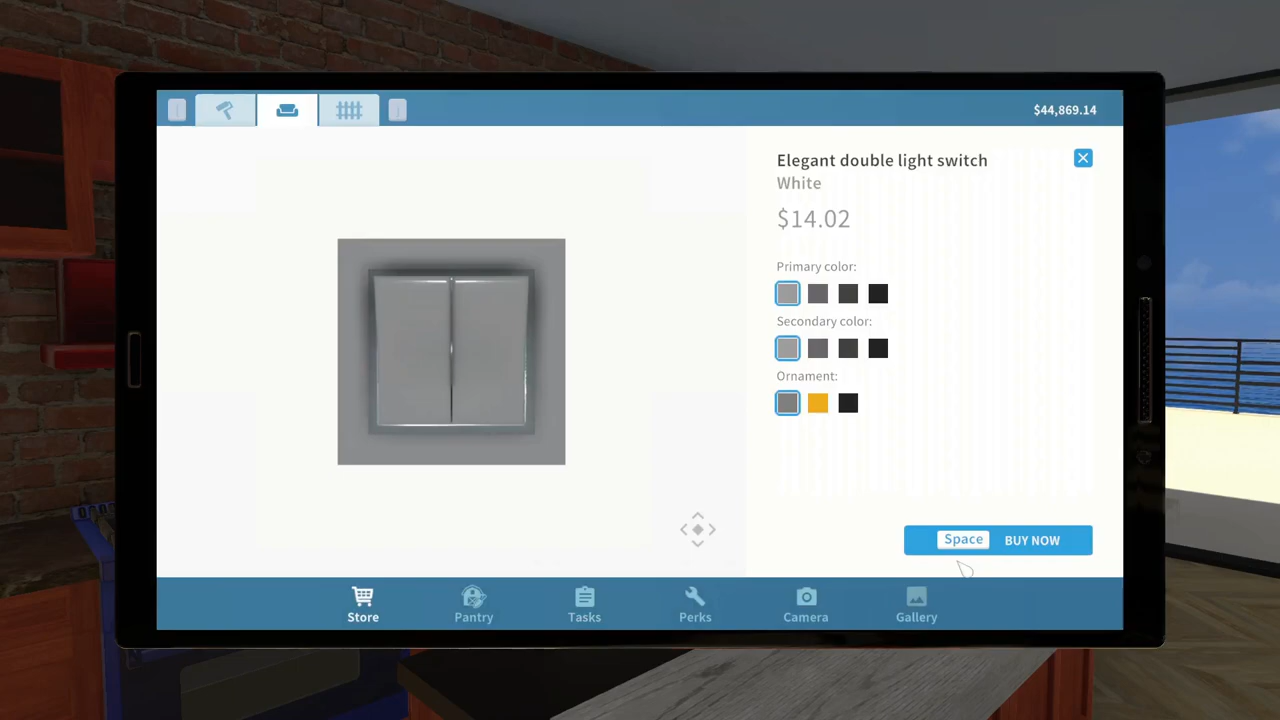 $44,869.14
Elegant double light switch
White
$14.02
Primary color:
Secondary color:
Ornament:
Space BUY NOW
Store Pantry Tasks Perks Camera Gallery